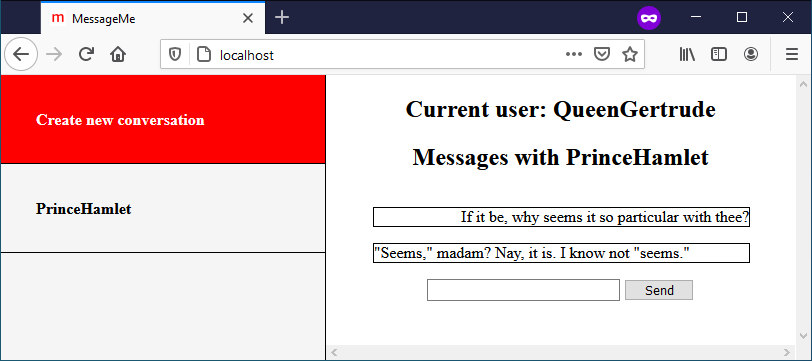 m MessageMe
localhost
Create new conversation
PrinceHamlet
Current user: QueenGertrude
Messages with PrinceHamlet
If it be, why seems it so particular with thee?
"Seems," madam? Nay, it is. I know not "seems."
Send